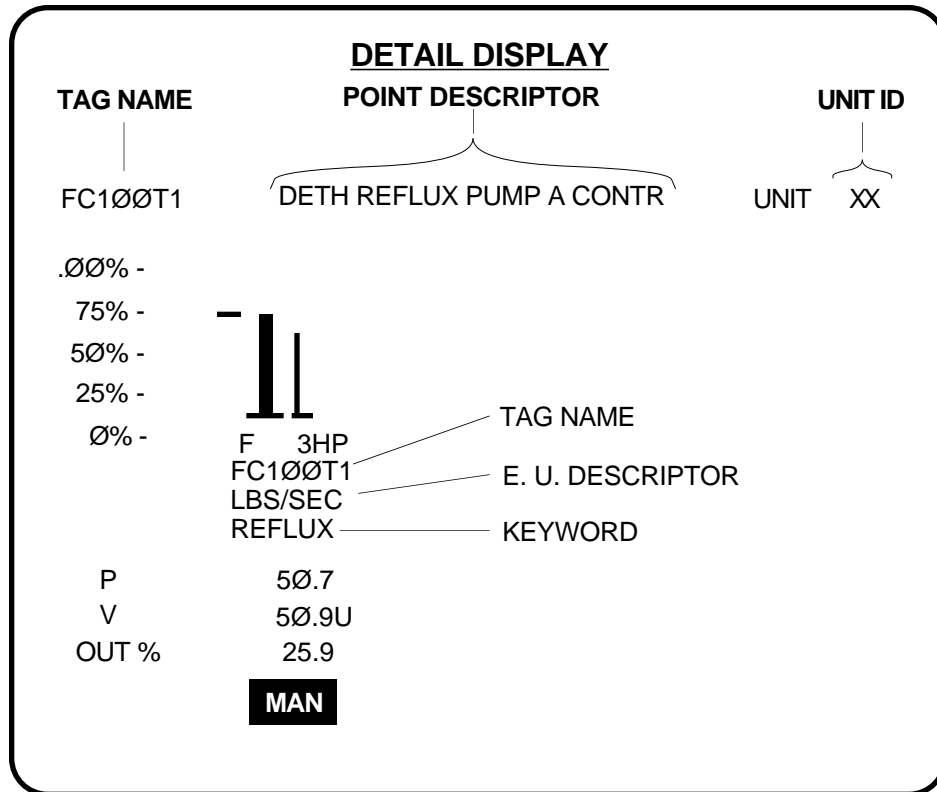 DETAIL DISPLAY
TAG NAME POINT DESCRIPTOR UNIT ID
FC1ØØT1 DETH REFLUX PUMP A CONTR UNIT XX
.ØØ% -
75% -
5Ø% -
25% -
Ø% -
F 3HP
TAG NAME
FC1ØØT1
LBS/SEC
E. U. DESCRIPTOR
REFLUX
KEYWORD
P 5Ø.7
V 5Ø.9U
OUT % 25.9
MAN